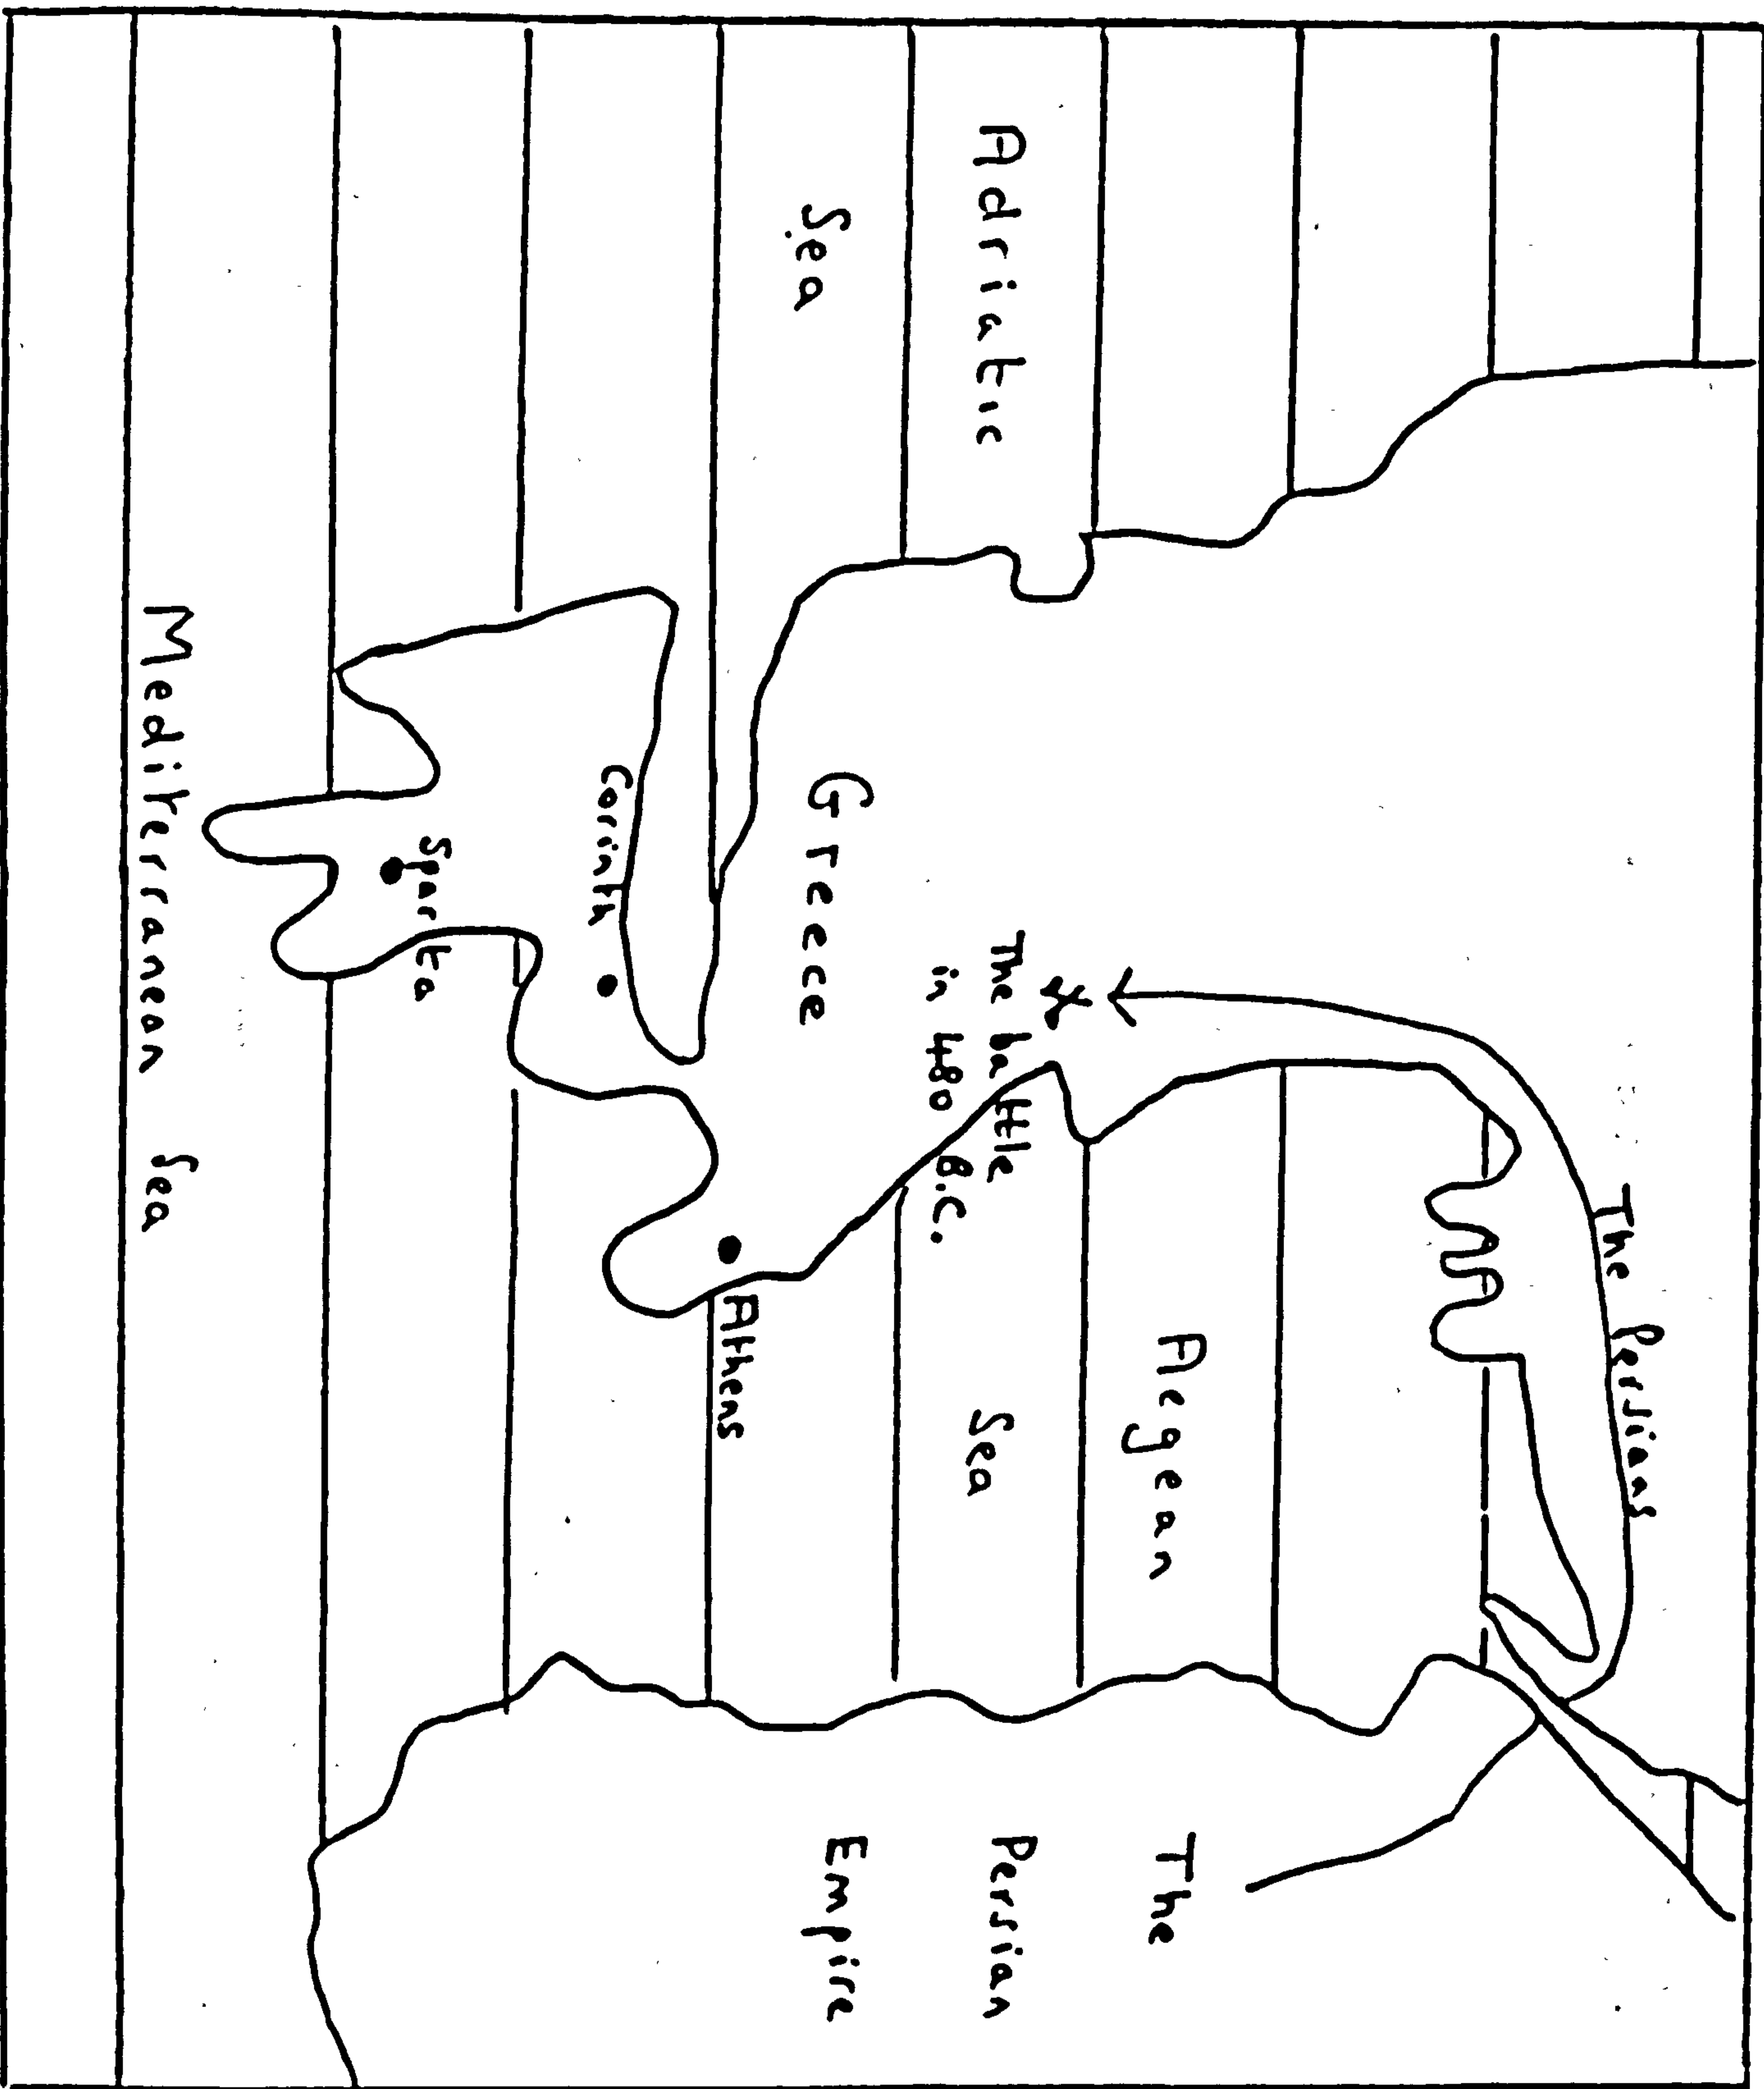 The Persians
Adriatic
Sea
Aegean
Sea
The
Persian
Empire
The battle
in 480 B.C.
Greece
Athens
Corinth
Sparta
Mediterranean Sea